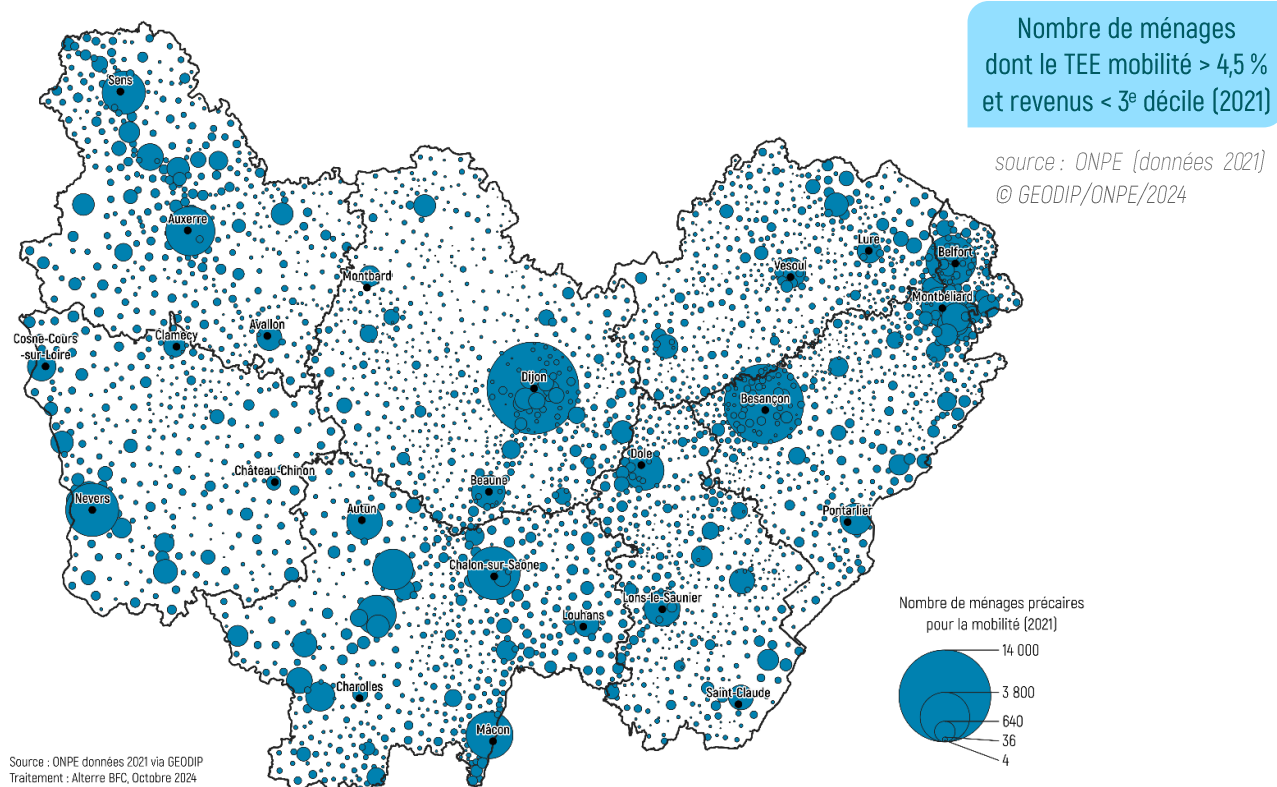 Nombre de ménages
dont le TEE mobilité > 4,5 %
et revenus < 3e décile (2021)
source : ONPE (données 2021)
© GEODIP/ONPE/2024
Sens
Auxerre
Montbard
Lure
Belfort
Vesoul
Montbéliard
Cosne-Cours
-sur-Loire
Clamecy
Avallon
Dijon
Besançon
Dole
Château-Chinon
Beaune
Nevers
Autun
Pontarlier
Chalon-sur-Saône
Lons-le-Saunier
Louhans
Charolles
Saint-Claude
Mâcon
Nombre de ménages précaires
pour la mobilité (2021)
14 000
3 800
640
36
4
Source : ONPE données 2021 via GEODIP
Traitement : Alterre BFC, Octobre 2024